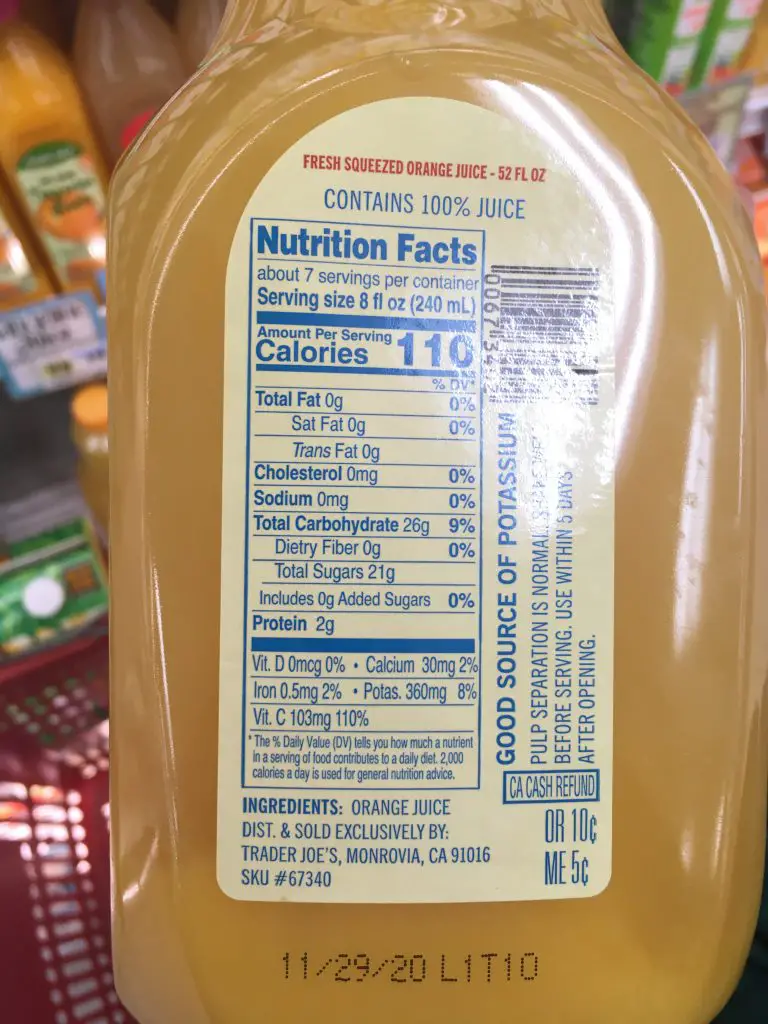 FRESH SQUEEZED ORANGE JUICE - 52 FL OZ
CONTAINS 100% JUICE
Nutrition Facts
about 7 servings per container
Serving size 8 fl oz (240 mL)
Amount Per Serving
Calories 110
% DV*
Total Fat 0g 0%
Sat Fat 0g 0%
Trans Fat 0g
Cholesterol 0mg 0%
Sodium 0mg 0%
Total Carbohydrate 26g 9%
Dietry Fiber 0g 0%
Total Sugars 21g
Includes 0g Added Sugars 0%
Protein 2g
Vit. D 0mcg 0% • Calcium 30mg 2%
Iron 0.5mg 2% • Potas. 360mg 8%
Vit. C 103mg 110%
* The % Daily Value (DV) tells you how much a nutrient
in a serving of food contributes to a daily diet. 2,000
calories a day is used for general nutrition advice.
INGREDIENTS: ORANGE JUICE
DIST. & SOLD EXCLUSIVELY BY:
TRADER JOE'S, MONROVIA, CA 91016
SKU #67340
GOOD SOURCE OF POTASSIUM
PULP SEPARATION IS NORMAL.
BEFORE SERVING. USE WITHIN 5 DAYS
AFTER OPENING.
CA CASH REFUND
OR 10¢
ME 5¢
11/29/20 L1T10